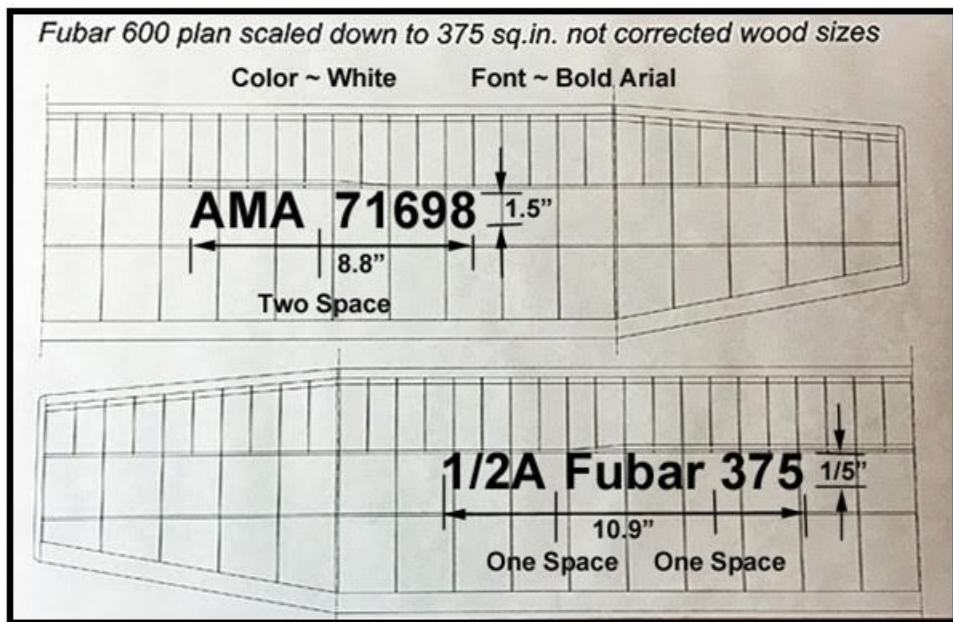 Fubar 600 plan scaled down to 375 sq.in. not corrected wood sizes
Color ~ White Font ~ Bold Arial
AMA 71698 1.5”
8.8”
Two Space
1/2A Fubar 375 1/5”
10.9”
One Space One Space